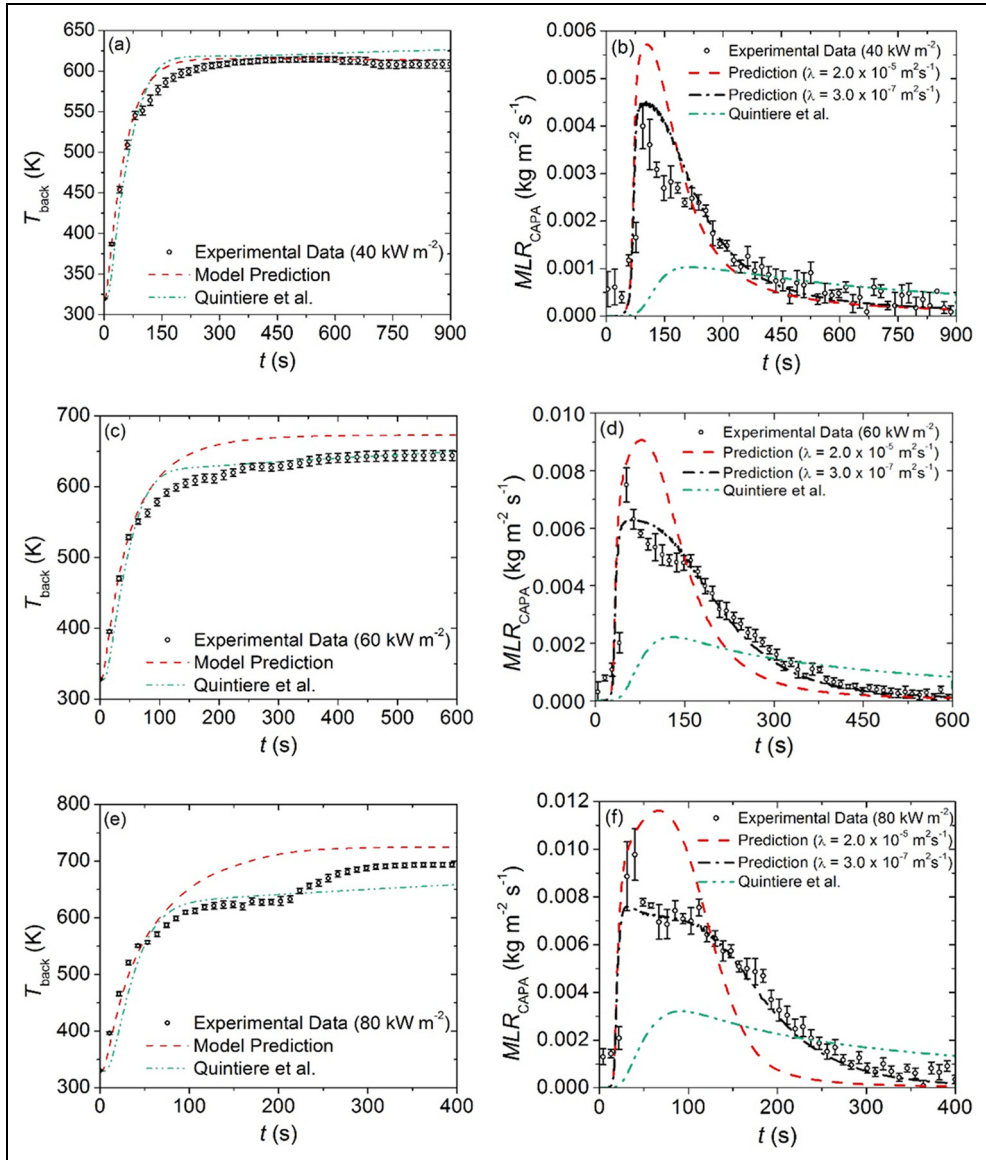 (a)
650
600
550
500
450
400
350
300
T_back (K)
Experimental Data (40 kW m⁻²)
Model Prediction
Quintiere et al.
0 150 300 450 600 750 900
t (s)
(b)
0.006
0.005
0.004
0.003
0.002
0.001
0.000
MLR_CAPA (kg m⁻² s⁻¹)
Experimental Data (40 kW m⁻²)
Prediction (λ = 2.0 x 10⁻⁵ m²s⁻¹)
Prediction (λ = 3.0 x 10⁻⁷ m²s⁻¹)
Quintiere et al.
0 150 300 450 600 750 900
t (s)
(c)
700
600
500
400
300
T_back (K)
Experimental Data (60 kW m⁻²)
Model Prediction
Quintiere et al.
0 100 200 300 400 500 600
t (s)
(d)
0.010
0.008
0.006
0.004
0.002
0.000
MLR_CAPA (kg m⁻² s⁻¹)
Experimental Data (60 kW m⁻²)
Prediction (λ = 2.0 x 10⁻⁵ m²s⁻¹)
Prediction (λ = 3.0 x 10⁻⁷ m²s⁻¹)
Quintiere et al.
0 150 300 450 600
t (s)
(e)
800
700
600
500
400
300
T_back (K)
Experimental Data (80 kW m⁻²)
Model Prediction
Quintiere et al.
0 100 200 300 400
t (s)
(f)
0.012
0.010
0.008
0.006
0.004
0.002
0.000
MLR_CAPA (kg m⁻² s⁻¹)
Experimental Data (80 kW m⁻²)
Prediction (λ = 2.0 x 10⁻⁵ m²s⁻¹)
Prediction (λ = 3.0 x 10⁻⁷ m²s⁻¹)
Quintiere et al.
0 100 200 300 400
t (s)